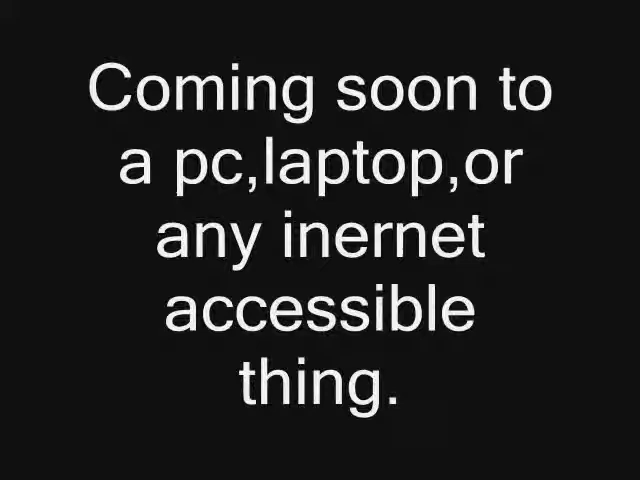 Coming soon to
a pc,laptop,or
any inernet
accessible
thing.